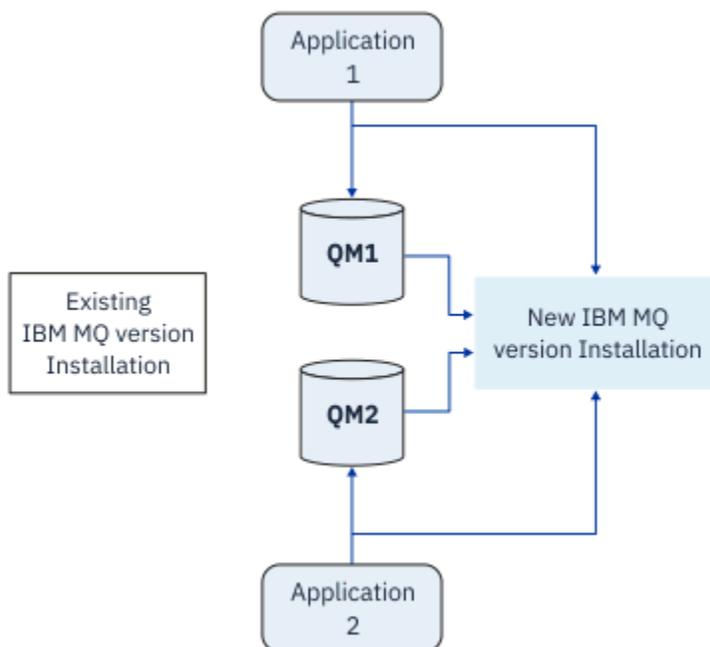 Application
1
QM1
Existing
IBM MQ version
Installation
New IBM MQ
version Installation
QM2
Application
2